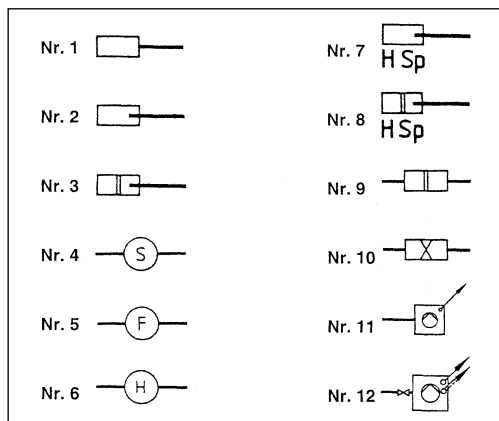 Nr. 1
Nr. 2
Nr. 3
Nr. 4 S
Nr. 5 F
Nr. 6 H
Nr. 7
H Sp
Nr. 8
H Sp
Nr. 9
Nr. 10
Nr. 11
Nr. 12